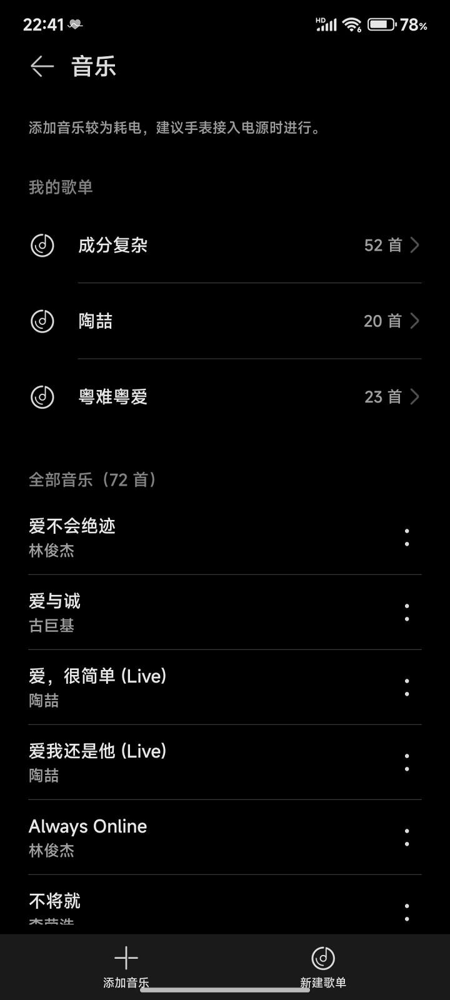 22:41
HD 6 78%
音乐
添加音乐较为耗电，建议手表接入电源时进行。
我的歌单
成分复杂 52 首
陶喆 20 首
粤难粤爱 23 首
全部音乐（72 首）
爱不会绝迹
林俊杰
爱与诚
古巨基
爱，很简单 (Live)
陶喆
爱我还是他 (Live)
陶喆
Always Online
林俊杰
不将就
添加音乐 新建歌单